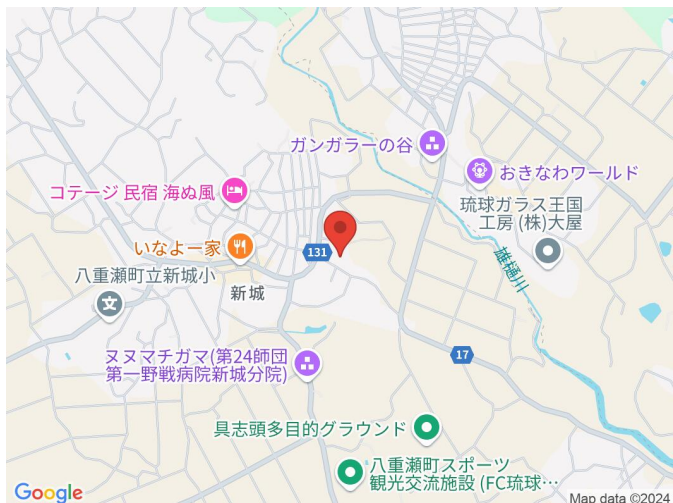 ガンガラーの谷
おきなわワールド
コテージ 民宿 海ぬ風
琉球ガラス王国
工房 (株)大屋
いなよー家
131
八重瀬町立新城小
新城
雄樋川
ヌヌマチガマ(第24師団
第一野戦病院新城分院)
17
具志頭多目的グラウンド
八重瀬町スポーツ
観光交流施設 (FC琉球…
Google
Map data ©2024